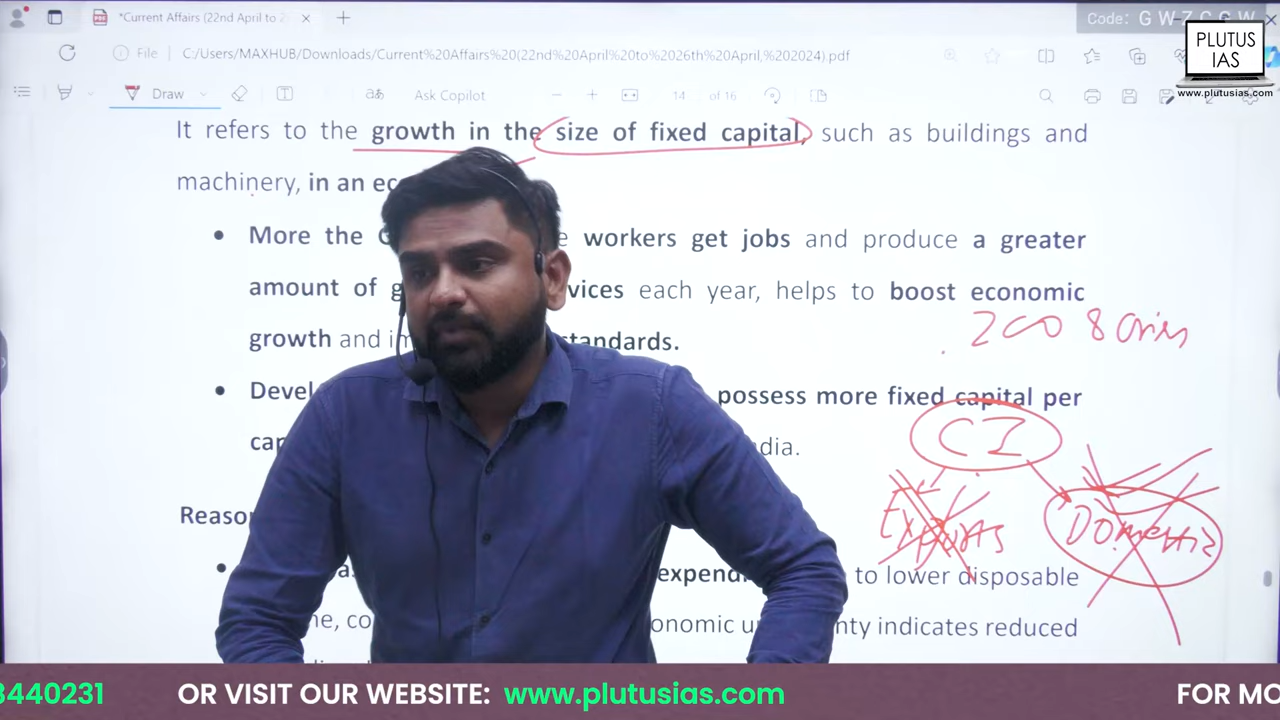 *Current Affairs (22nd April to 2
Code: G W Z C G W
PLUTUS
IAS
www.plutusias.com
File C:/Users/MAXHUB/Downloads/Current%20Affairs%20(22nd%20April%20to%2026th%20April,%202024).pdf
Draw Ask Copilot 14 of 16
It refers to the growth in the size of fixed capital, such as buildings and
machinery, in an ec
• More the workers get jobs and produce a greater
amount of g vices each year, helps to boost economic
growth and im standards.
2008 Crisis
• Devel possess more fixed capital per
cap dia.
CI
Exports Domestic
Reaso
expendi to lower disposable
ne, co onomic u nty indicates reduced
3440231 OR VISIT OUR WEBSITE: www.plutusias.com FOR MO